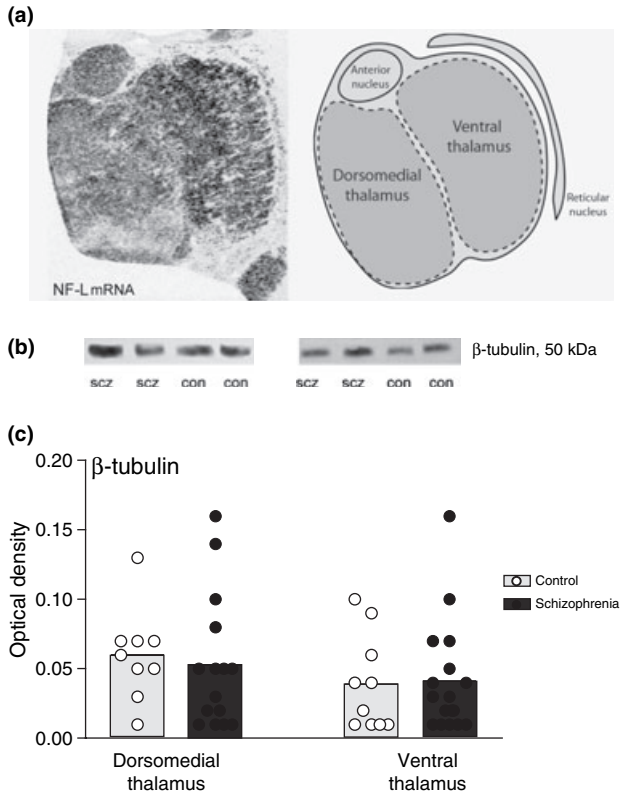 (a)
Anterior
nucleus
Ventral
thalamus
Dorsomedial
thalamus
Reticular
nucleus
NF-L mRNA
(b)
β-tubulin, 50 kDa
scz scz con con scz scz con con
(c)
β-tubulin
0.20
0.15
0.10
0.05
0.00
Optical density
Control
Schizophrenia
Dorsomedial
thalamus
Ventral
thalamus